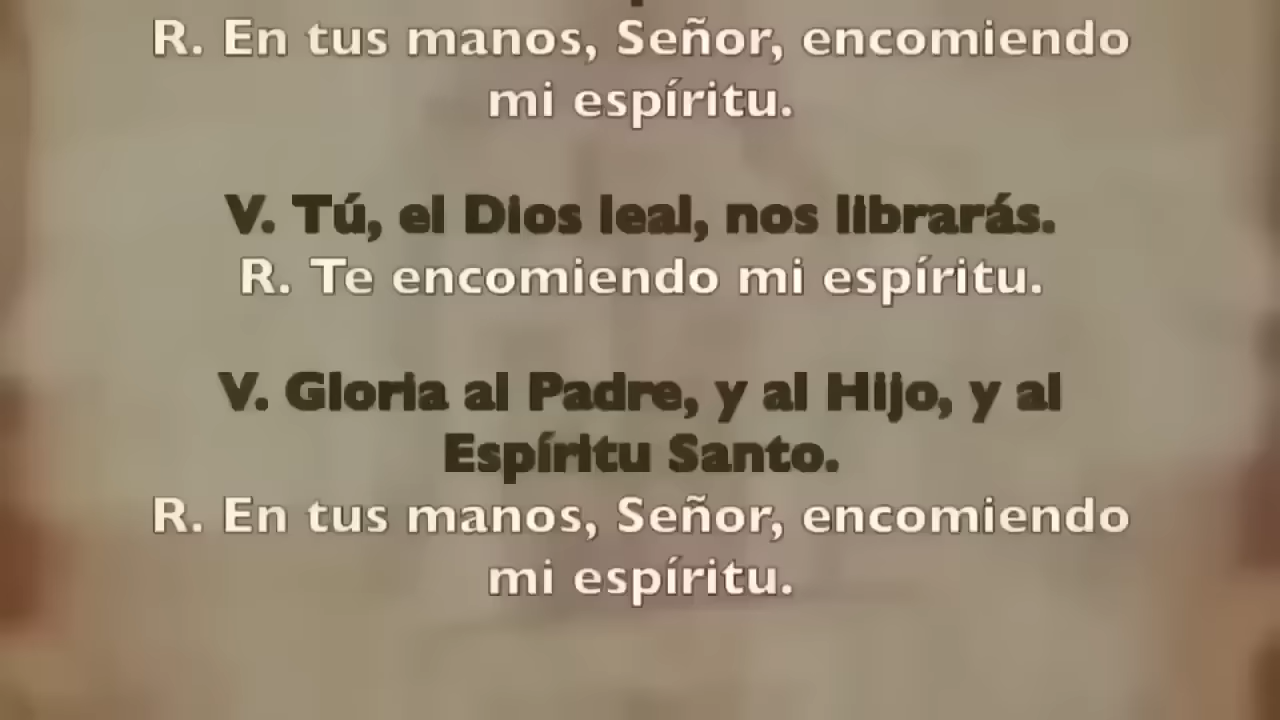 R. En tus manos, Señor, encomiendo
mi espíritu.
V. Tú, el Dios leal, nos librarás.
R. Te encomiendo mi espíritu.
V. Gloria al Padre, y al Hijo, y al
Espíritu Santo.
R. En tus manos, Señor, encomiendo
mi espíritu.